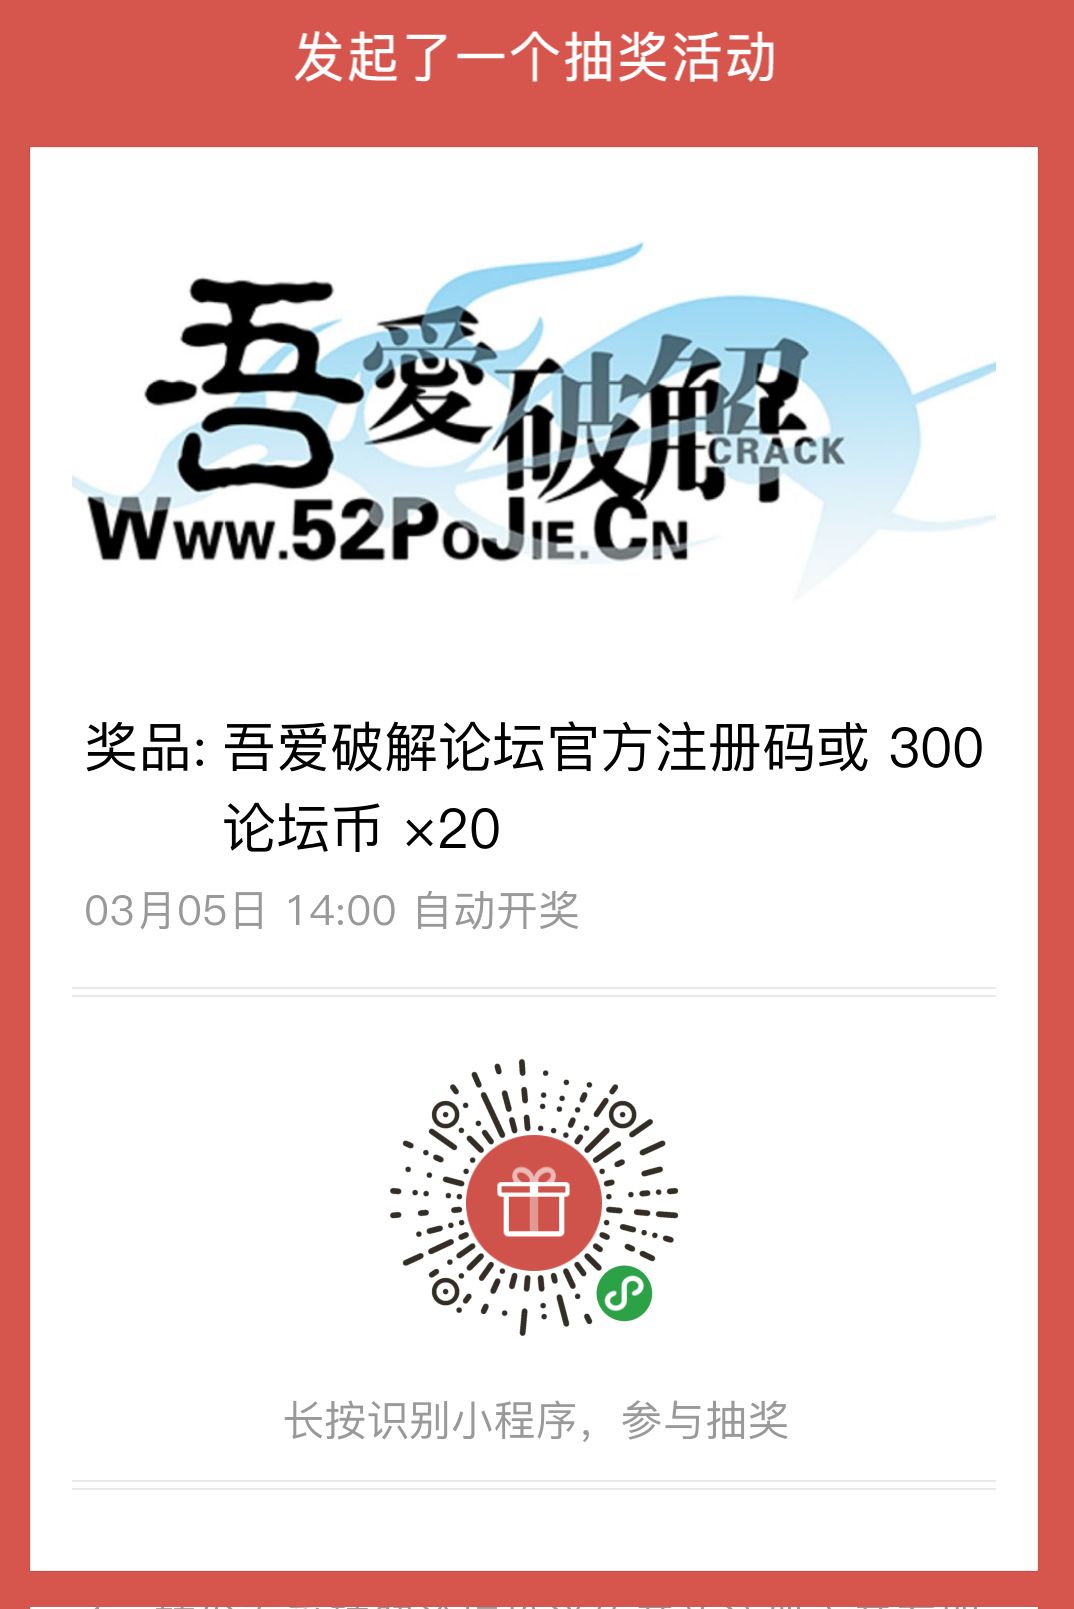 发起了一个抽奖活动
吾愛破解
CRACK
WWW.52POJIE.CN
奖品: 吾爱破解论坛官方注册码或 300
论坛币 ×20
03月05日 14:00 自动开奖
长按识别小程序，参与抽奖